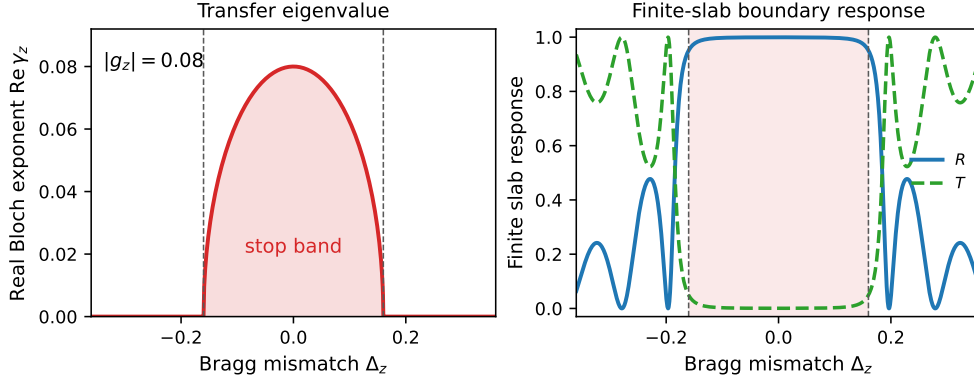 Transfer eigenvalue
|g_z| = 0.08
stop band
Real Bloch exponent Re γ_z
0.00
0.02
0.04
0.06
0.08
−0.2
0.0
0.2
Bragg mismatch Δ_z
Finite-slab boundary response
R
T
Finite slab response
0.0
0.2
0.4
0.6
0.8
1.0
−0.2
0.0
0.2
Bragg mismatch Δ_z